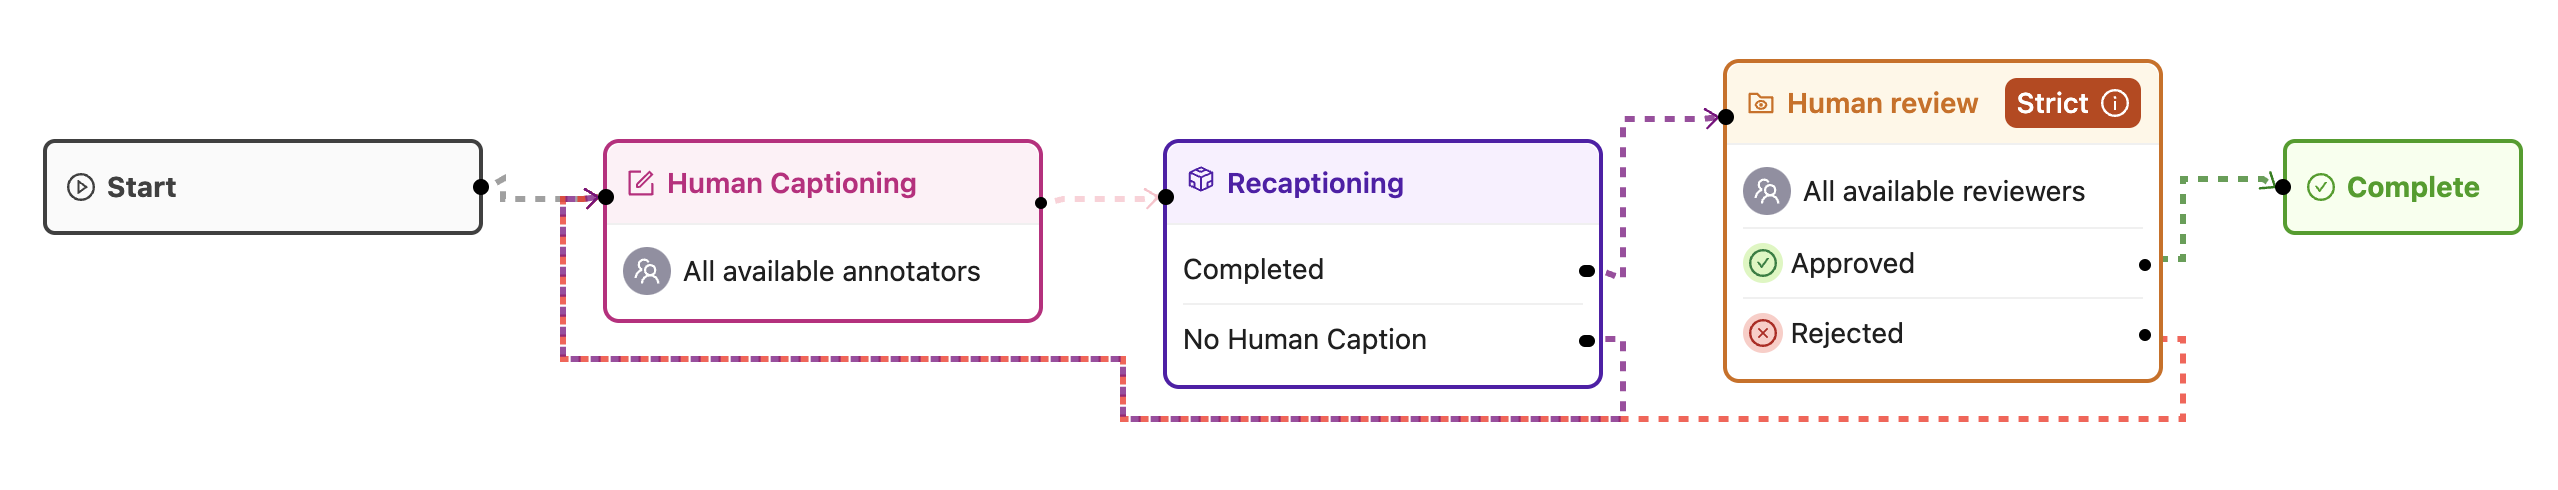 Start
Human Captioning
All available annotators
Recaptioning
Completed
No Human Caption
Human review
Strict
All available reviewers
Approved
Rejected
Complete